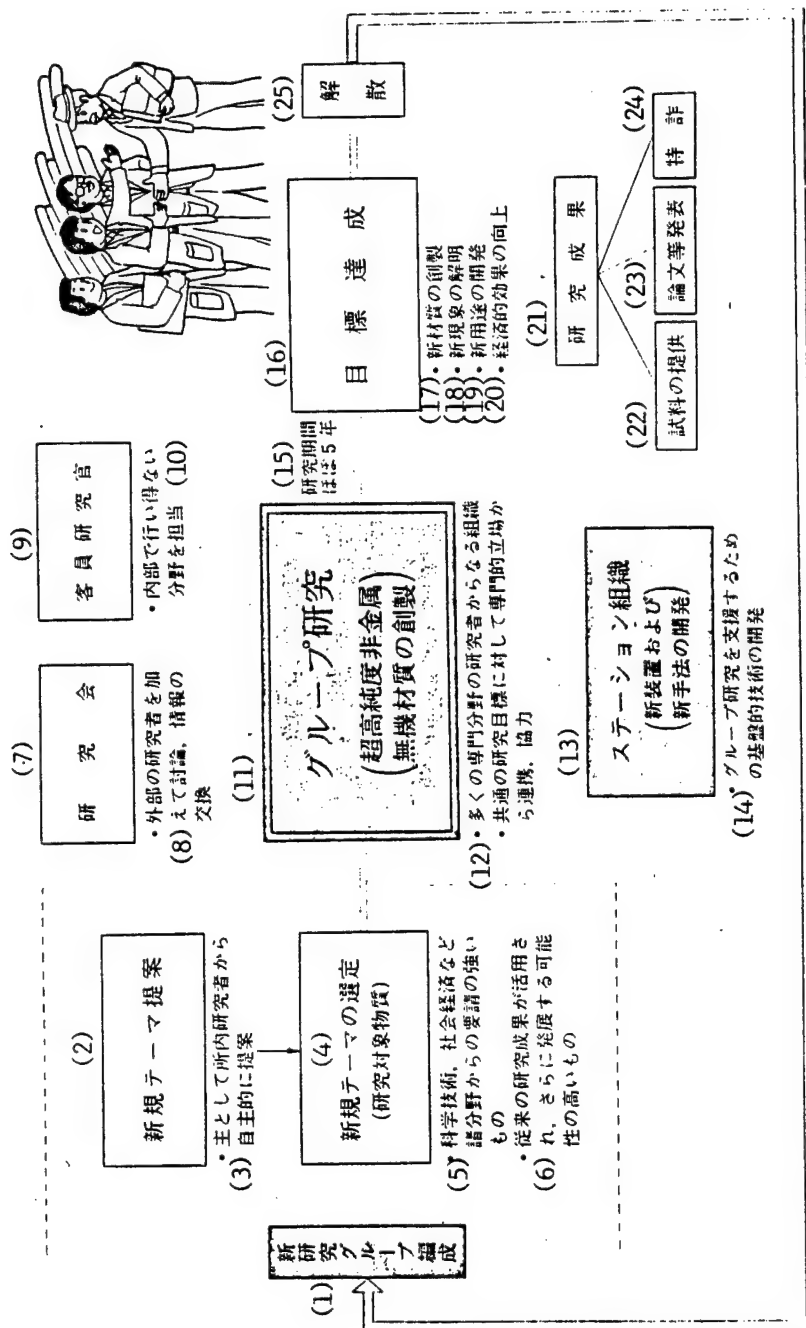 (1)
新研究グループ編成
(2)
新規テーマ提案
(3)
・主として所内研究者から
自主的に提案
(4)
新規テーマの選定
(研究対象物質)
(5)
・科学技術，社会経済など
諸分野からの要請の強い
もの
(6)
・従来の研究成果が活用さ
れ，さらに発展する可能
性の高いもの
(7)
研究会
(8)
・外部の研究者を加
えて討論，情報の
交換
(9)
客員研究官
・内部で行い得ない
分野を担当 (10)
(11)
グループ研究
(超高純度非金属
無機材質の創製)
(12)
・多くの専門分野の研究者からなる組織
・共通の研究目標に対して専門的立場か
ら連携，協力
(13)
ステーション組織
(新装置および
新手法の開発)
(14)
・グループ研究を支援するため
の基盤的技術の開発
(15)
研究期間
ほぼ5年
(16)
目標達成
(17)・新材質の創製
(18)・新現象の解明
(19)・新用途の開発
(20)・経済的効果の向上
(21)
研究成果
(22)
試料の提供
(23)
論文等発表
(24)
特許
(25)
解散